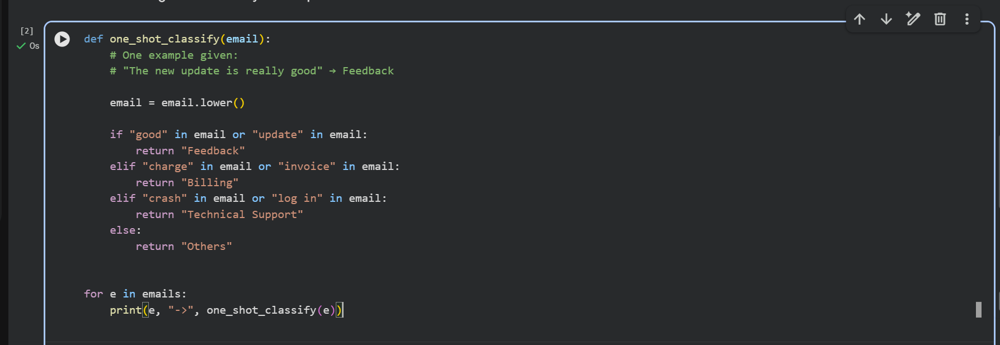 [2]
0s
def one_shot_classify(email):
    # One example given:
    # "The new update is really good" → Feedback

    email = email.lower()

    if "good" in email or "update" in email:
        return "Feedback"
    elif "charge" in email or "invoice" in email:
        return "Billing"
    elif "crash" in email or "log in" in email:
        return "Technical Support"
    else:
        return "Others"


for e in emails:
    print(e, "->", one_shot_classify(e))